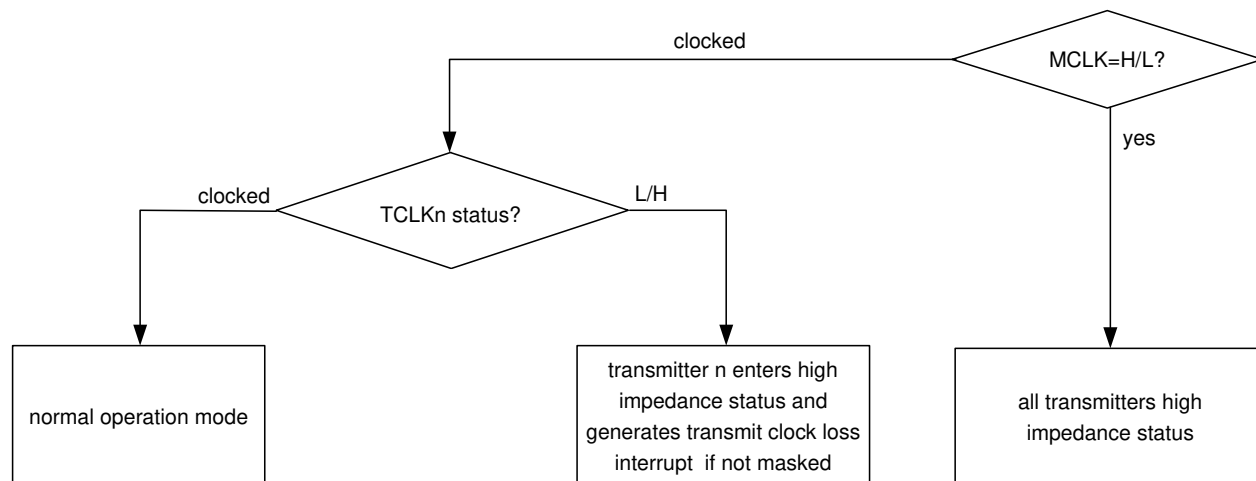 clocked
MCLK=H/L?
yes
clocked
TCLKn status?
L/H
normal operation mode
transmitter n enters high
impedance status and
generates transmit clock loss
interrupt if not masked
all transmitters high
impedance status